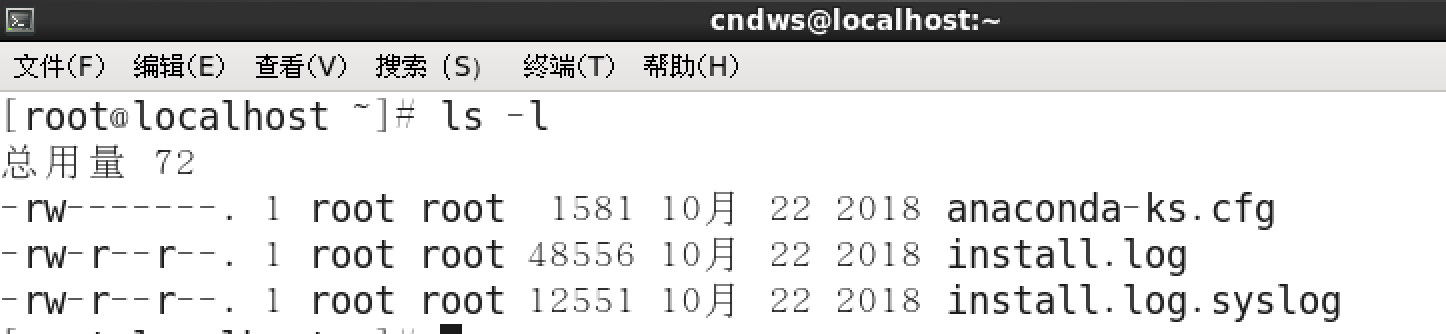 cndws@localhost:~
文件(F) 编辑(E) 查看(V) 搜索 (S) 终端(T) 帮助(H)
[root@localhost ~]# ls -l
总用量 72
-rw-------. 1 root root  1581 10月 22 2018 anaconda-ks.cfg
-rw-r--r--. 1 root root 48556 10月 22 2018 install.log
-rw-r--r--. 1 root root 12551 10月 22 2018 install.log.syslog